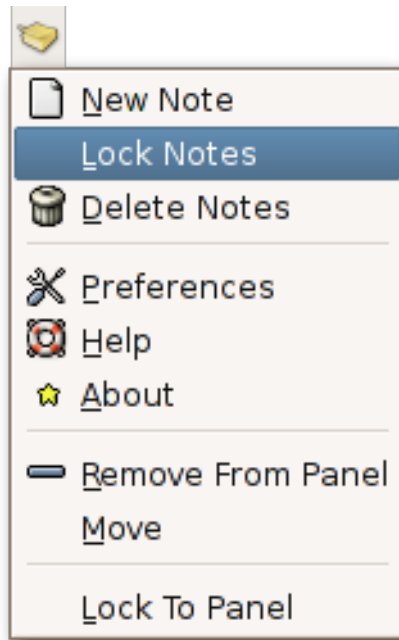 New Note
Lock Notes
Delete Notes
Preferences
Help
About
Remove From Panel
Move
Lock To Panel